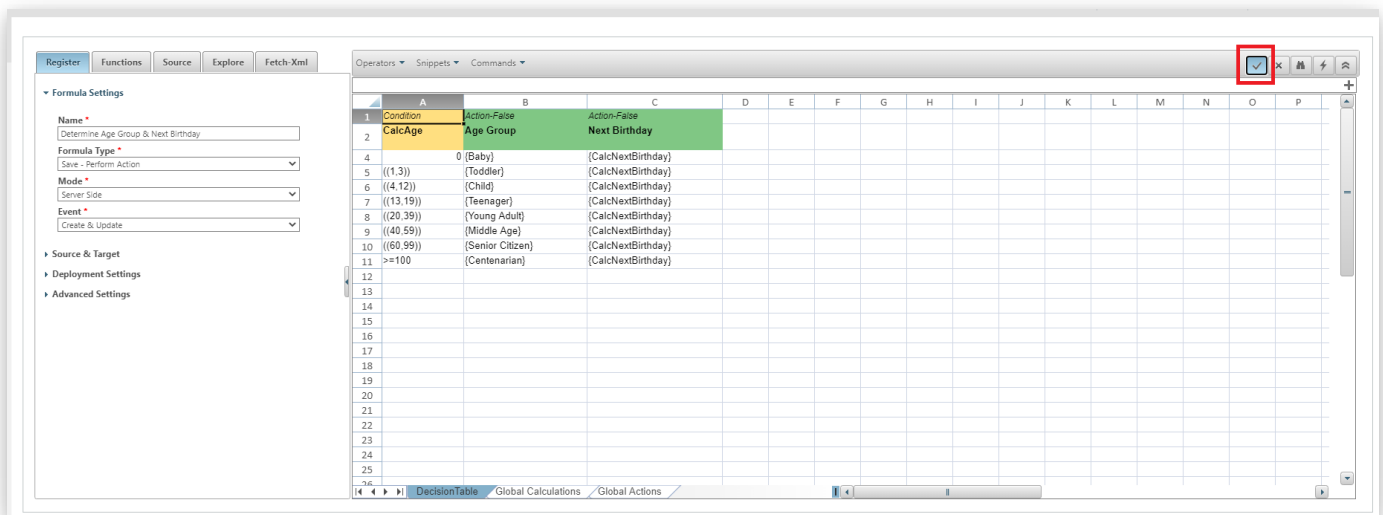 Register Functions Source Explore Fetch-Xml
Formula Settings
Name *
Determine Age Group & Next Birthday
Formula Type *
Save - Perform Action
Mode *
Server Side
Event *
Create & Update
Source & Target
Deployment Settings
Advanced Settings
Operators Snippets Commands
A B C D E F G H I J K L M N O P
1 Condition Action-False Action-False
2 CalcAge Age Group Next Birthday
4 0 {Baby} {CalcNextBirthday}
5 ((1,3)) {Toddler} {CalcNextBirthday}
6 ((4,12)) {Child} {CalcNextBirthday}
7 ((13,19)) {Teenager} {CalcNextBirthday}
8 ((20,39)) {Young Adult} {CalcNextBirthday}
9 ((40,59)) {Middle Age} {CalcNextBirthday}
10 ((60,99)) {Senior Citizen} {CalcNextBirthday}
11 >=100 {Centenarian} {CalcNextBirthday}
12
13
14
15
16
17
18
19
20
21
22
23
24
25
26
DecisionTable Global Calculations Global Actions